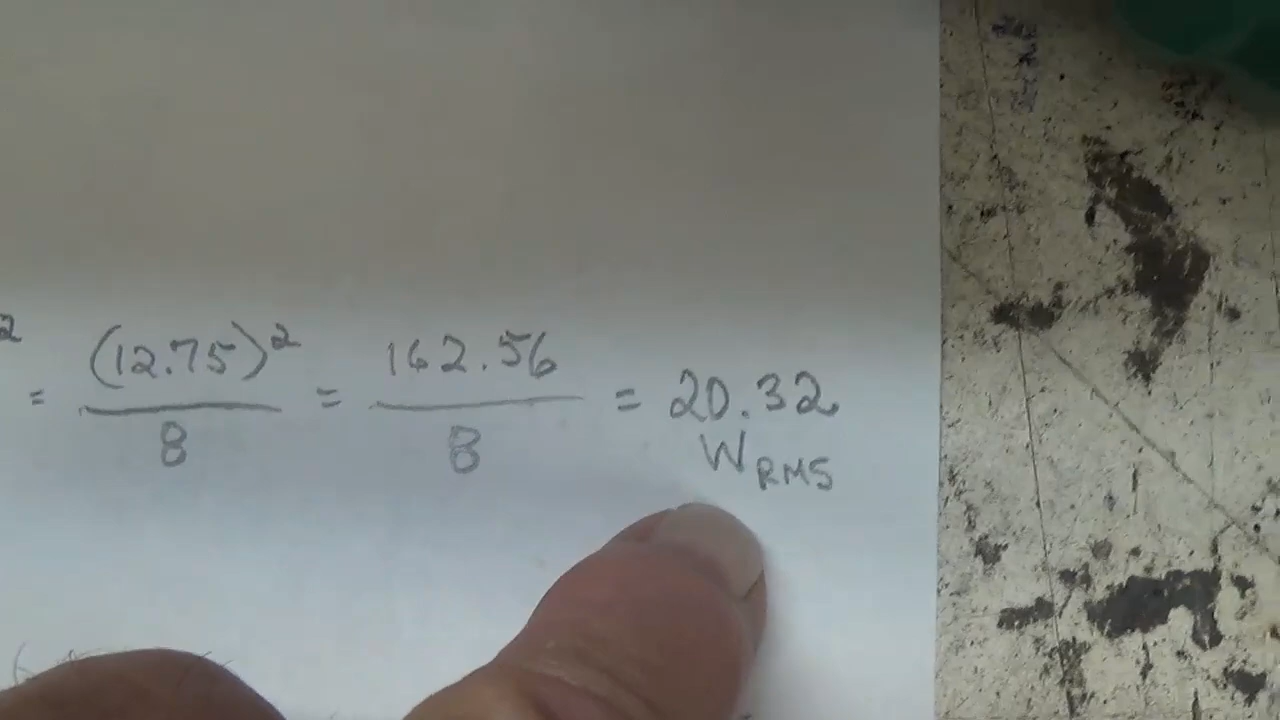 2 = (12.75)² / 8 = 162.56 / 8 = 20.32
W RMS